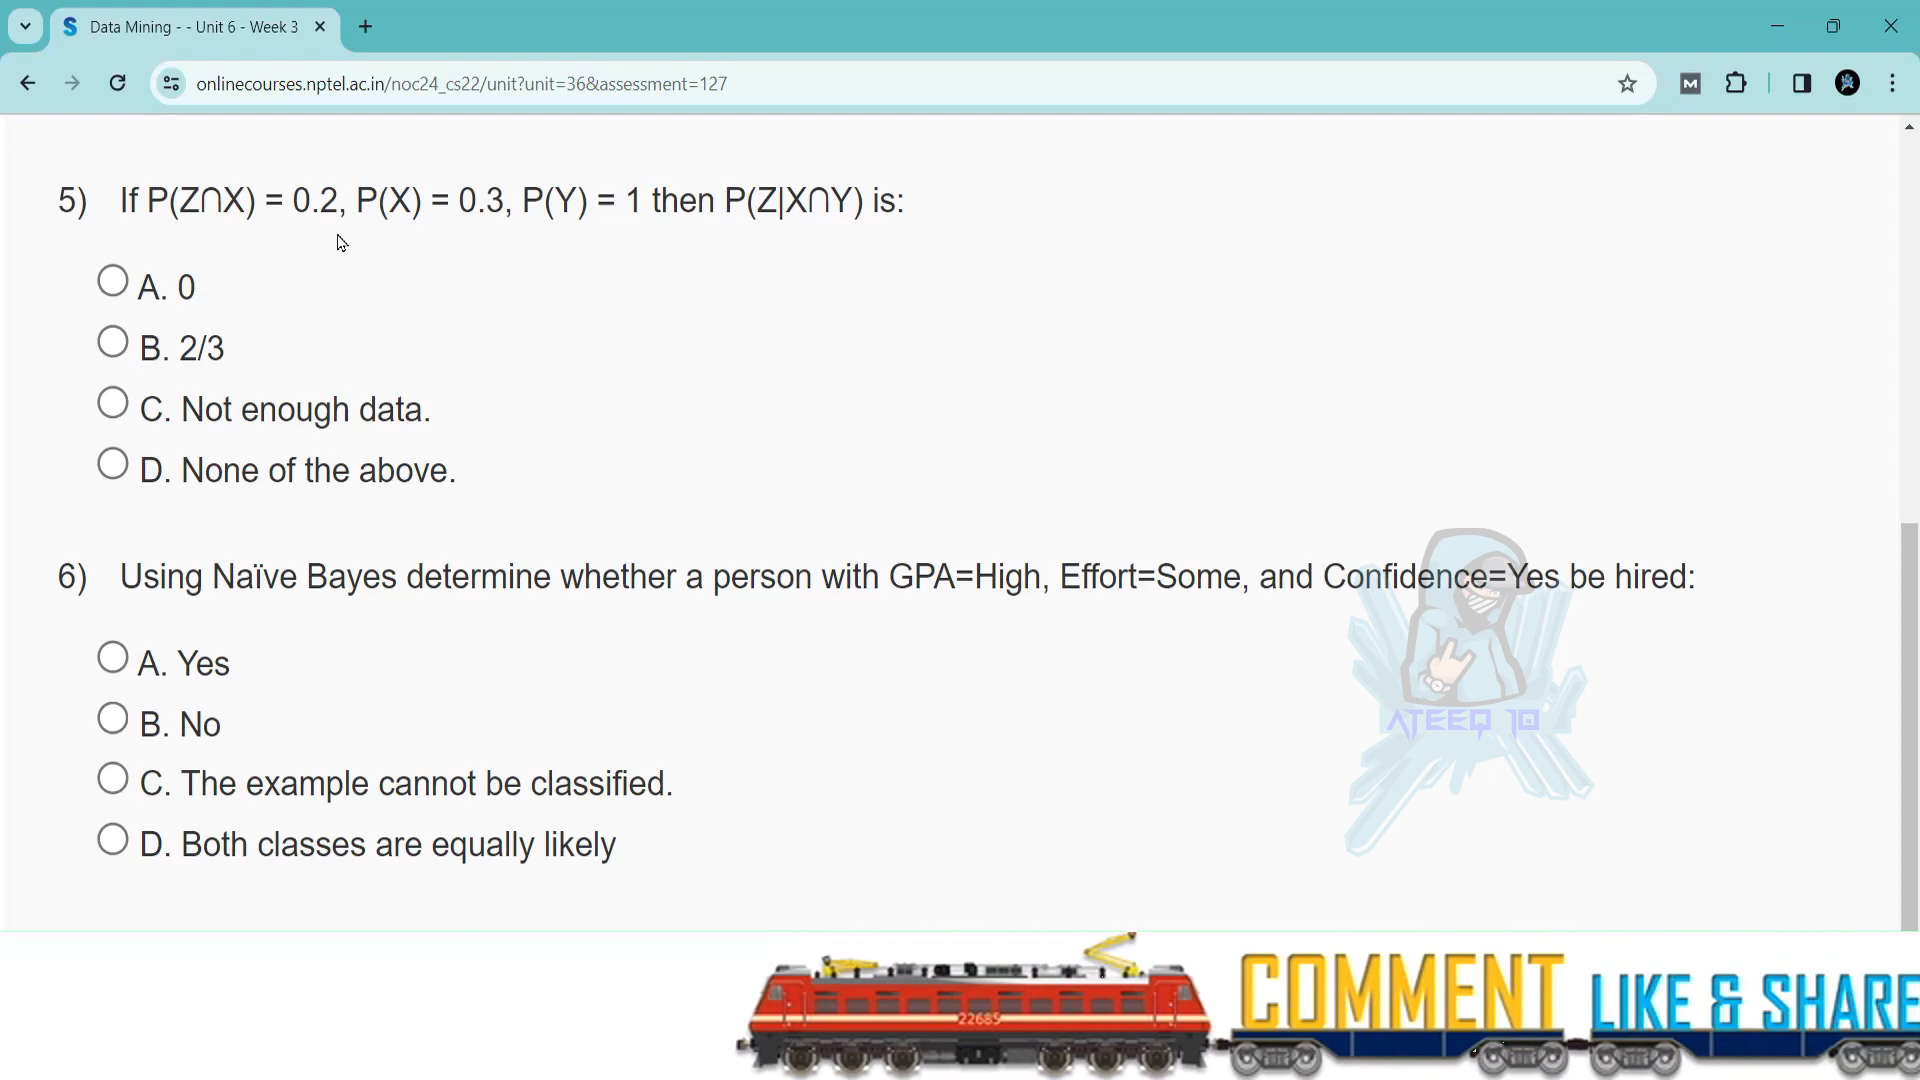 Data Mining - - Unit 6 - Week 3
onlinecourses.nptel.ac.in/noc24_cs22/unit?unit=36&assessment=127
5) If P(Z∩X) = 0.2, P(X) = 0.3, P(Y) = 1 then P(Z|X∩Y) is:
A. 0
B. 2/3
C. Not enough data.
D. None of the above.
6) Using Naïve Bayes determine whether a person with GPA=High, Effort=Some, and Confidence=Yes be hired:
A. Yes
B. No
C. The example cannot be classified.
D. Both classes are equally likely
ATEEQ 10
22685
COMMENT LIKE & SHARE